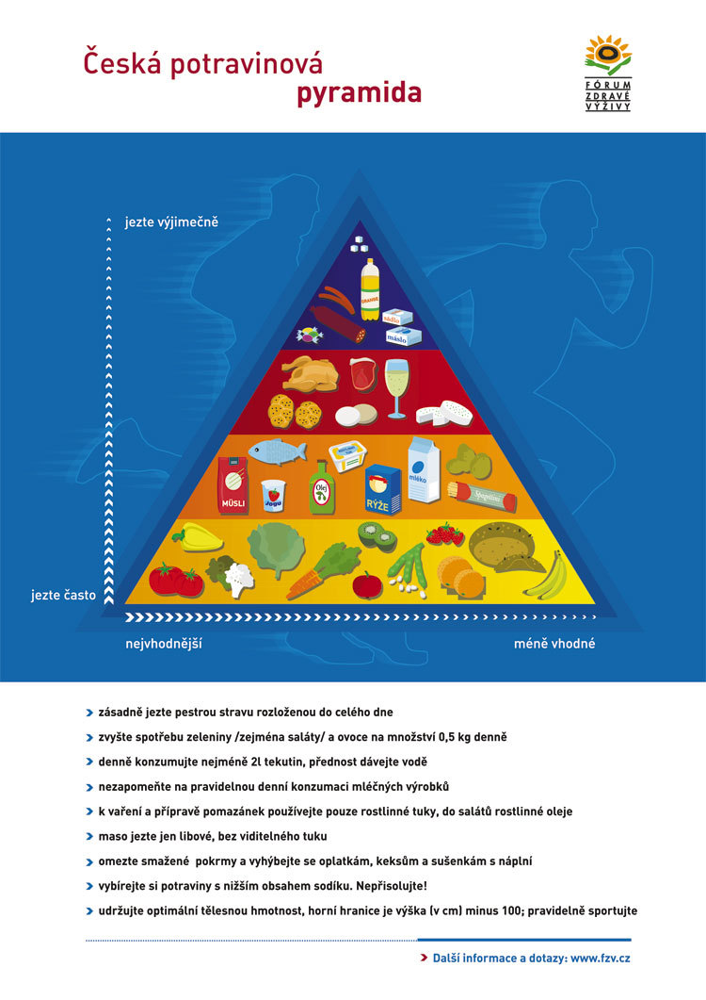 Česká potravinová
pyramida
FÓRUM
ZDRAVÉ
VÝŽIVY
jezte výjimečně
ORANGE
sádlo
máslo
MÜSLI
Jogu
Olej
RÝŽE
mléko
Špagety
jezte často
nejvhodnější
méně vhodné
zásadně jezte pestrou stravu rozloženou do celého dne
zvyšte spotřebu zeleniny /zejména saláty/ a ovoce na množství 0,5 kg denně
denně konzumujte nejméně 2l tekutin, přednost dávejte vodě
nezapomeňte na pravidelnou denní konzumaci mléčných výrobků
k vaření a přípravě pomazánek používejte pouze rostlinné tuky, do salátů rostlinné oleje
maso jezte jen libové, bez viditelného tuku
omezte smažené pokrmy a vyhýbejte se oplatkám, keksům a sušenkám s náplní
vybírejte si potraviny s nižším obsahem sodíku. Nepřisolujte!
udržujte optimální tělesnou hmotnost, horní hranice je výška (v cm) minus 100; pravidelně sportujte
Další informace a dotazy: www.fzv.cz